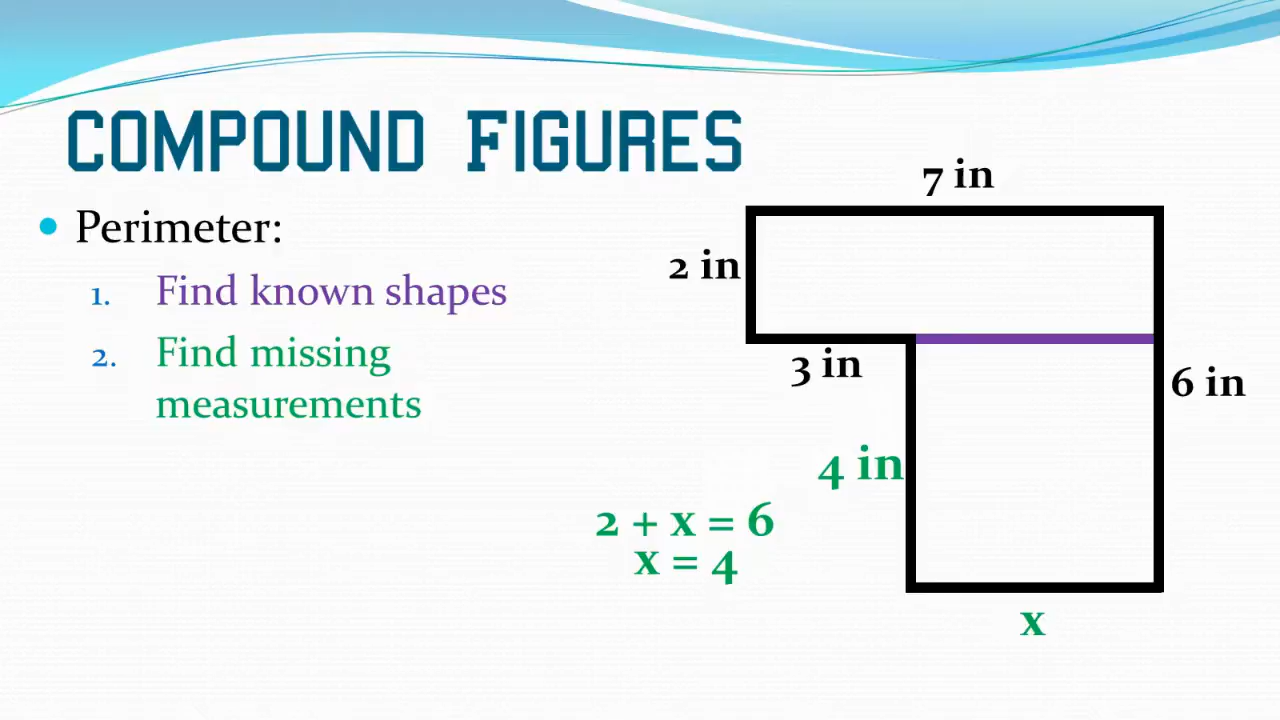 COMPOUND FIGURES
Perimeter:
1. Find known shapes
2. Find missing
measurements
7 in
2 in
3 in
6 in
4 in
2 + x = 6
x = 4
x